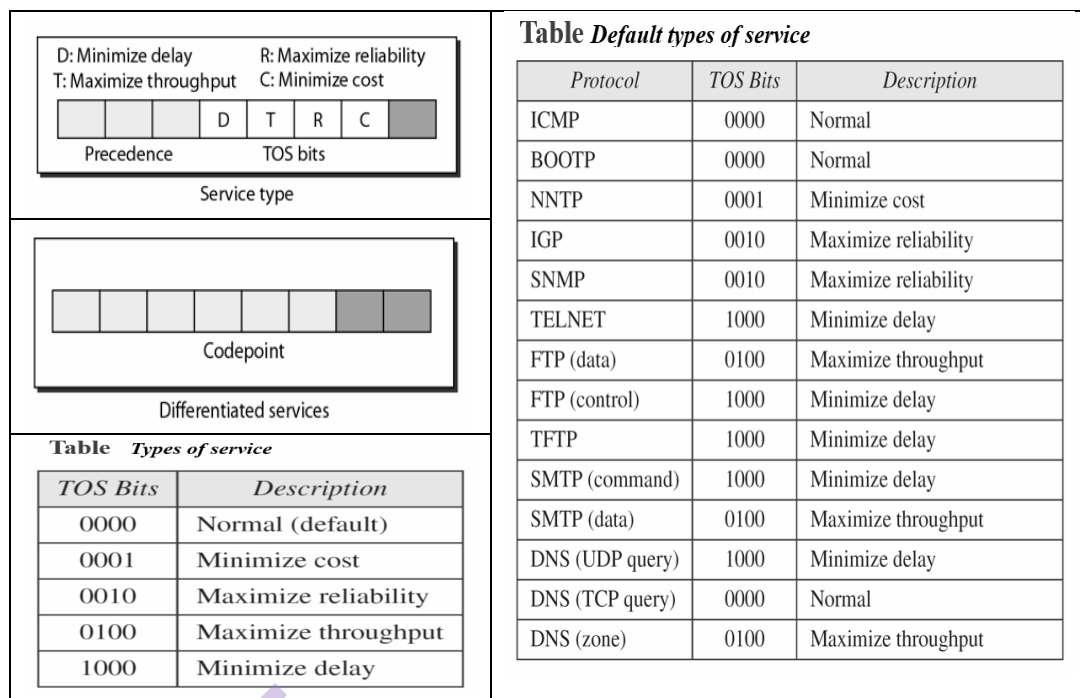 D: Minimize delay R: Maximize reliability
T: Maximize throughput C: Minimize cost
D T R C
Precedence TOS bits
Service type
Codepoint
Differentiated services
Table Types of service
TOS Bits Description
0000 Normal (default)
0001 Minimize cost
0010 Maximize reliability
0100 Maximize throughput
1000 Minimize delay
Table Default types of service
Protocol TOS Bits Description
ICMP 0000 Normal
BOOTP 0000 Normal
NNTP 0001 Minimize cost
IGP 0010 Maximize reliability
SNMP 0010 Maximize reliability
TELNET 1000 Minimize delay
FTP (data) 0100 Maximize throughput
FTP (control) 1000 Minimize delay
TFTP 1000 Minimize delay
SMTP (command) 1000 Minimize delay
SMTP (data) 0100 Maximize throughput
DNS (UDP query) 1000 Minimize delay
DNS (TCP query) 0000 Normal
DNS (zone) 0100 Maximize throughput